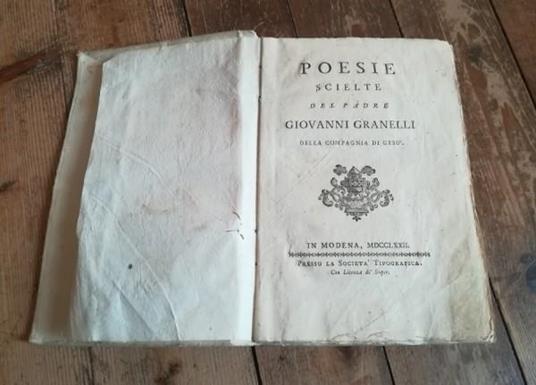 POESIE
SCIELTE
DEL PADRE
GIOVANNI GRANELLI
DELLA COMPAGNIA DI GESU'.
IN MODENA, MDCCLXXII.
PRESSO LA SOCIETA' TIPOGRAFICA.
Con Licenza de' Super.